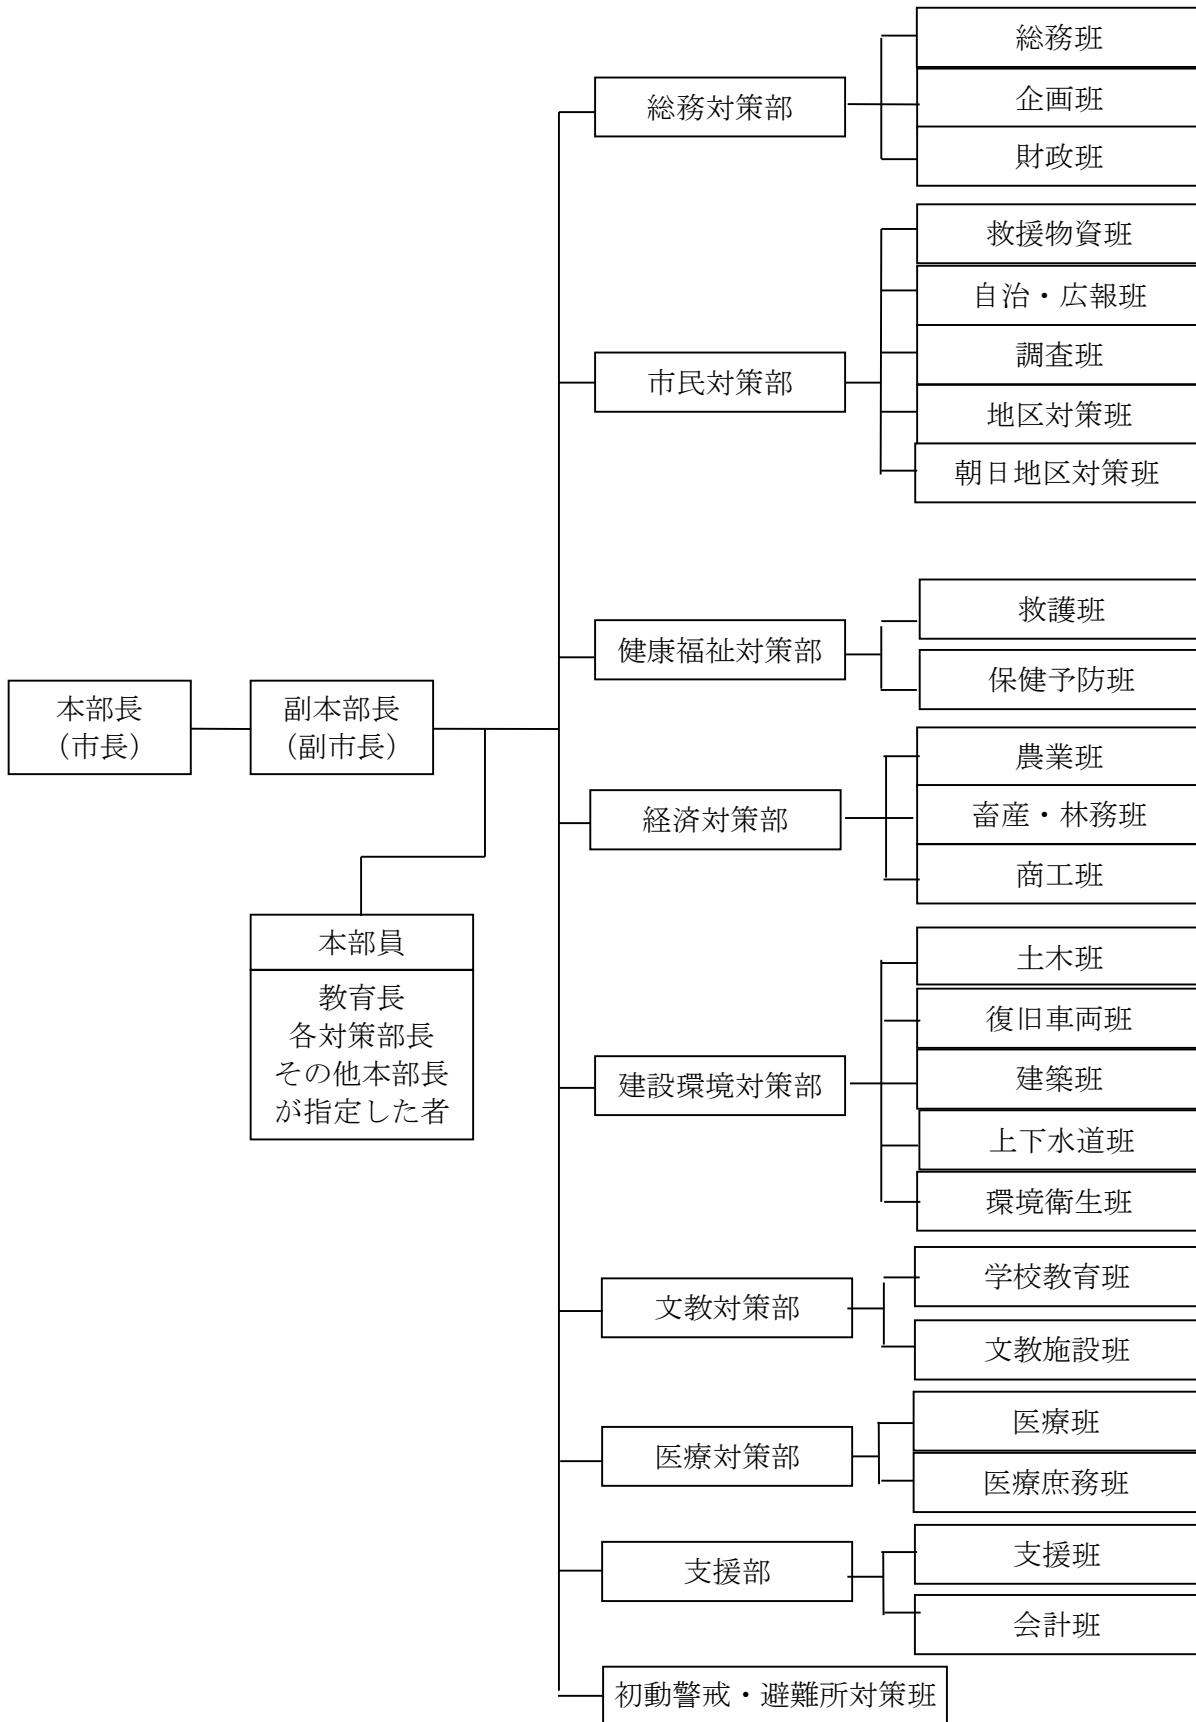 本部長
（市長）
副本部長
（副市長）
本部員
教育長
各対策部長
その他本部長
が指定した者
総務対策部
総務班
企画班
財政班
市民対策部
救援物資班
自治・広報班
調査班
地区対策班
朝日地区対策班
健康福祉対策部
救護班
保健予防班
経済対策部
農業班
畜産・林務班
商工班
建設環境対策部
土木班
復旧車両班
建築班
上下水道班
環境衛生班
文教対策部
学校教育班
文教施設班
医療対策部
医療班
医療庶務班
支援部
支援班
会計班
初動警戒・避難所対策班